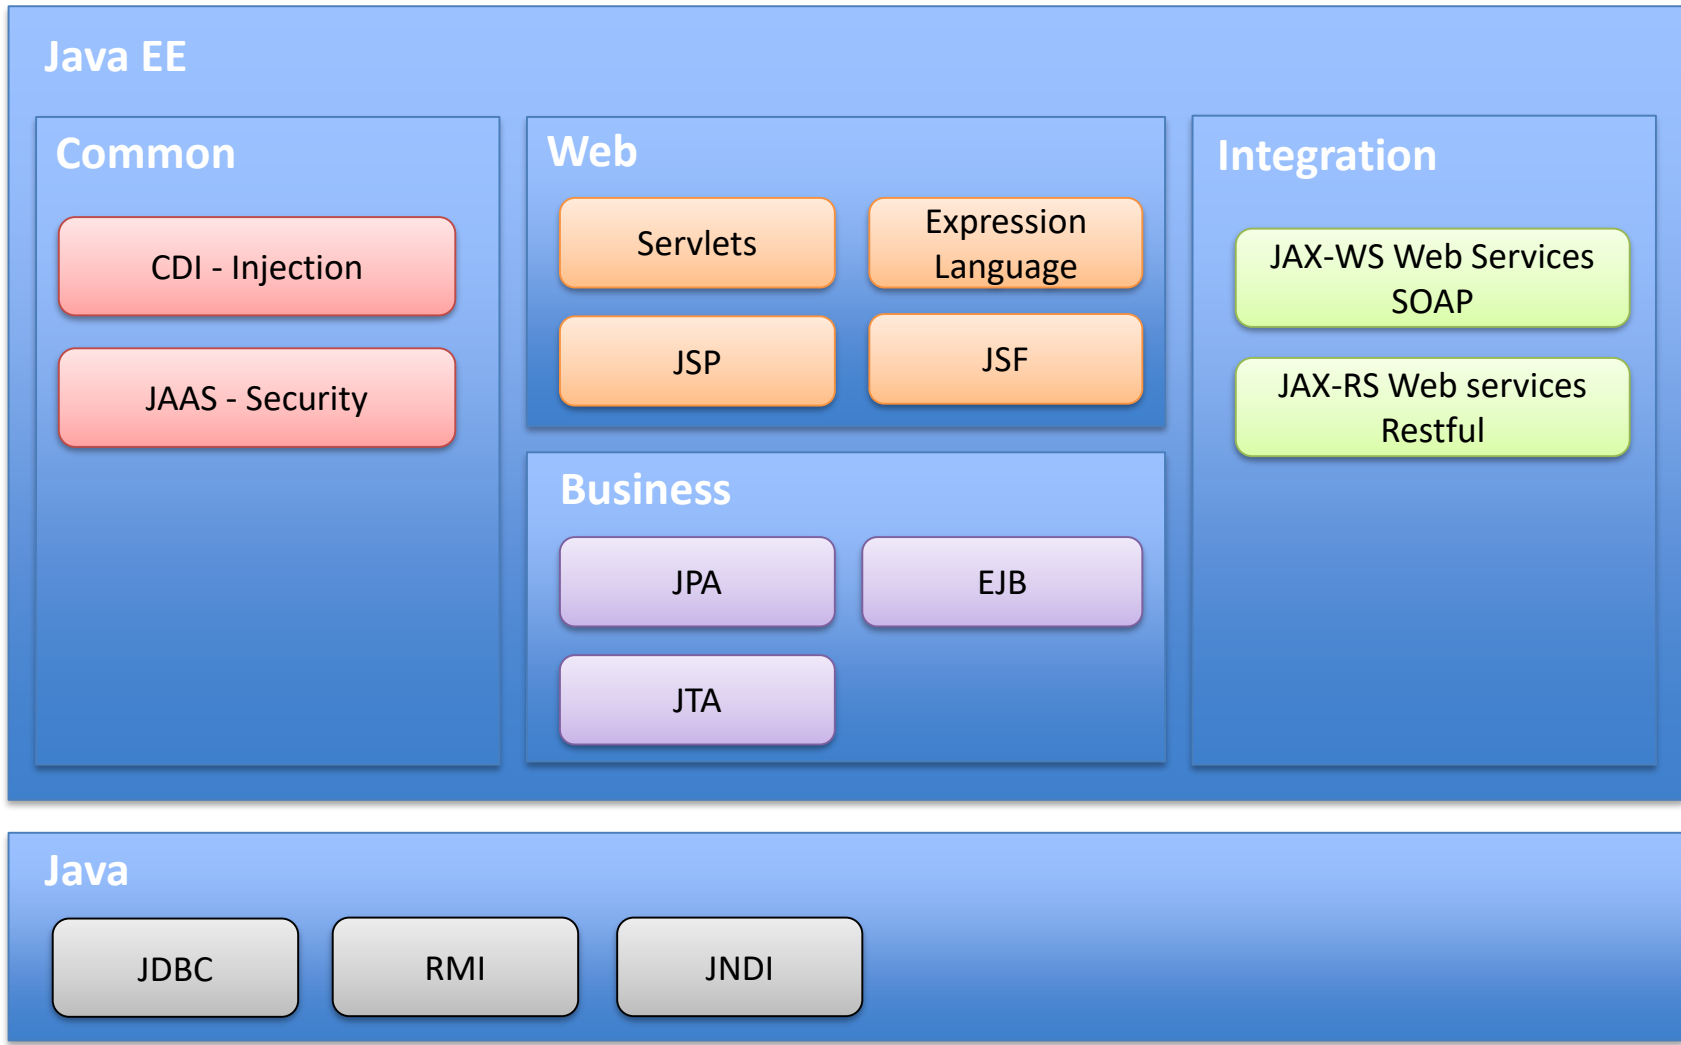 Java EE
Common
CDI - Injection
JAAS - Security
Web
Servlets
Expression
Language
JSP
JSF
Business
JPA
EJB
JTA
Integration
JAX-WS Web Services
SOAP
JAX-RS Web services
Restful
Java
JDBC
RMI
JNDI